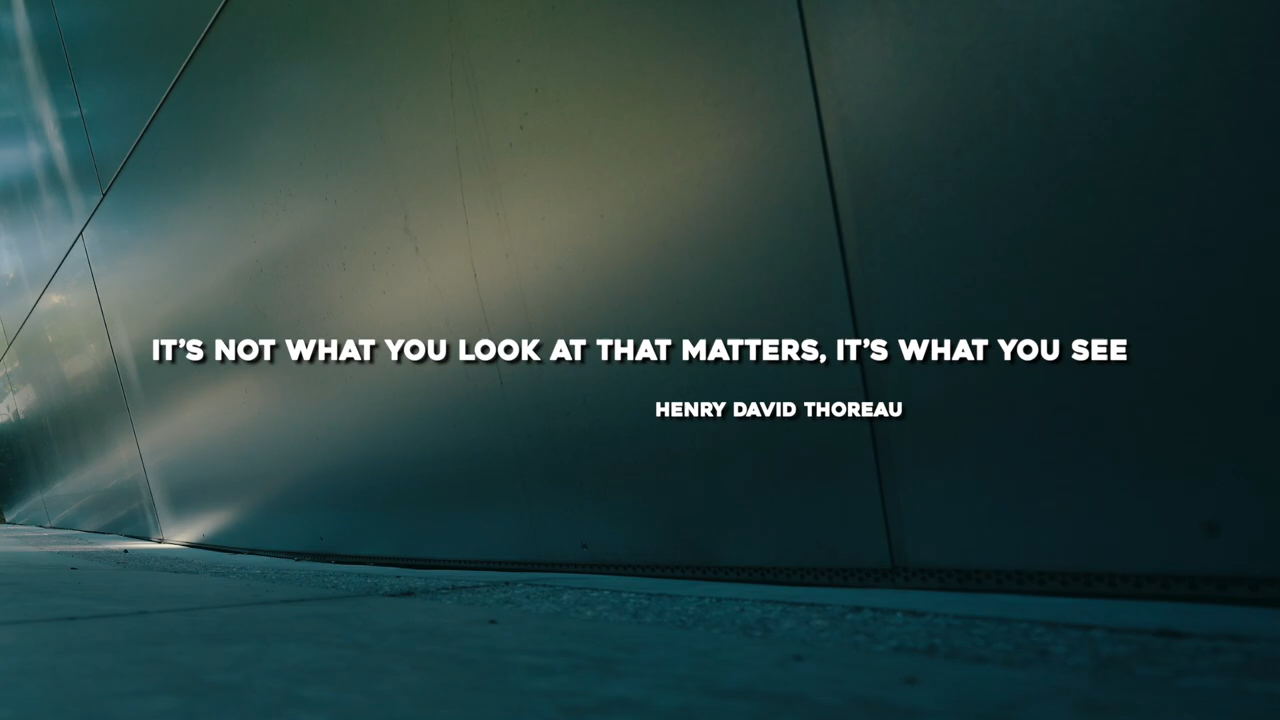 IT’S NOT WHAT YOU LOOK AT THAT MATTERS, IT’S WHAT YOU SEE
HENRY DAVID THOREAU